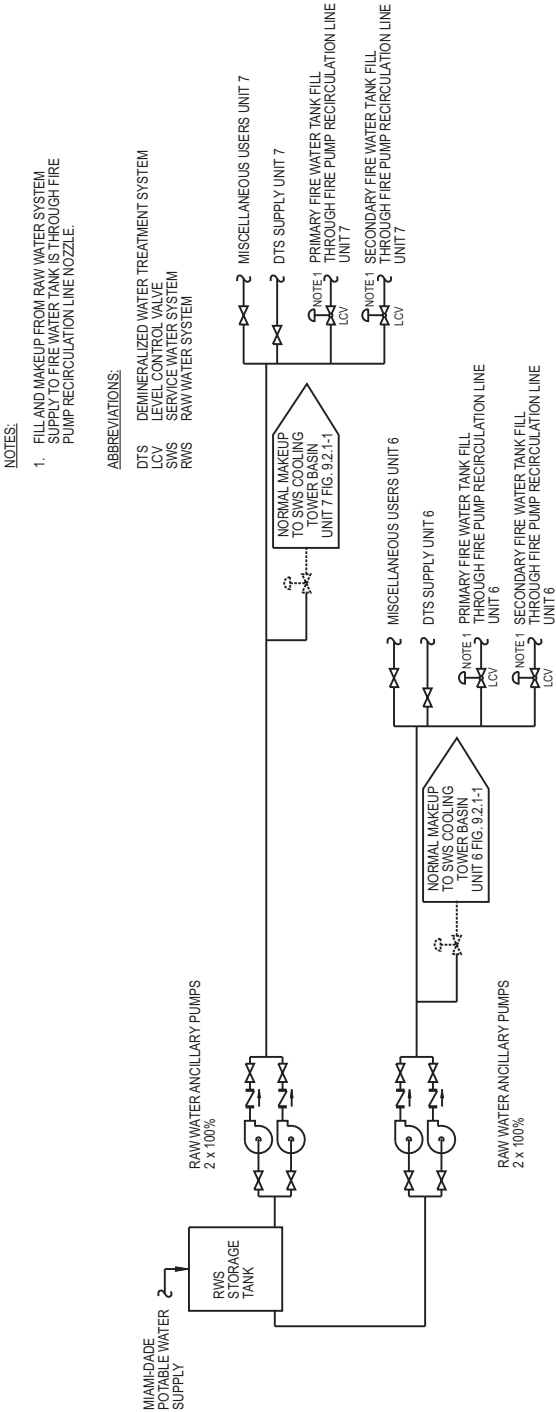 NOTES:
1. FILL AND MAKEUP FROM RAW WATER SYSTEM
SUPPLY TO FIRE WATER TANK IS THROUGH FIRE
PUMP RECIRCULATION LINE NOZZLE.
ABBREVIATIONS:
DTS DEMINERALIZED WATER TREATMENT SYSTEM
LCV LEVEL CONTROL VALVE
SWS SERVICE WATER SYSTEM
RWS RAW WATER SYSTEM
MIAMI-DADE
POTABLE WATER
SUPPLY
RWS
STORAGE
TANK
RAW WATER ANCILLARY PUMPS
2 x 100%
NORMAL MAKEUP
TO SWS COOLING
TOWER BASIN
UNIT 7 FIG. 9.2.1-1
MISCELLANEOUS USERS UNIT 7
DTS SUPPLY UNIT 7
NOTE 1
LCV
PRIMARY FIRE WATER TANK FILL
THROUGH FIRE PUMP RECIRCULATION LINE
UNIT 7
NOTE 1
LCV
SECONDARY FIRE WATER TANK FILL
THROUGH FIRE PUMP RECIRCULATION LINE
UNIT 7
RAW WATER ANCILLARY PUMPS
2 x 100%
NORMAL MAKEUP
TO SWS COOLING
TOWER BASIN
UNIT 6 FIG. 9.2.1-1
MISCELLANEOUS USERS UNIT 6
DTS SUPPLY UNIT 6
NOTE 1
LCV
PRIMARY FIRE WATER TANK FILL
THROUGH FIRE PUMP RECIRCULATION LINE
UNIT 6
NOTE 1
LCV
SECONDARY FIRE WATER TANK FILL
THROUGH FIRE PUMP RECIRCULATION LINE
UNIT 6